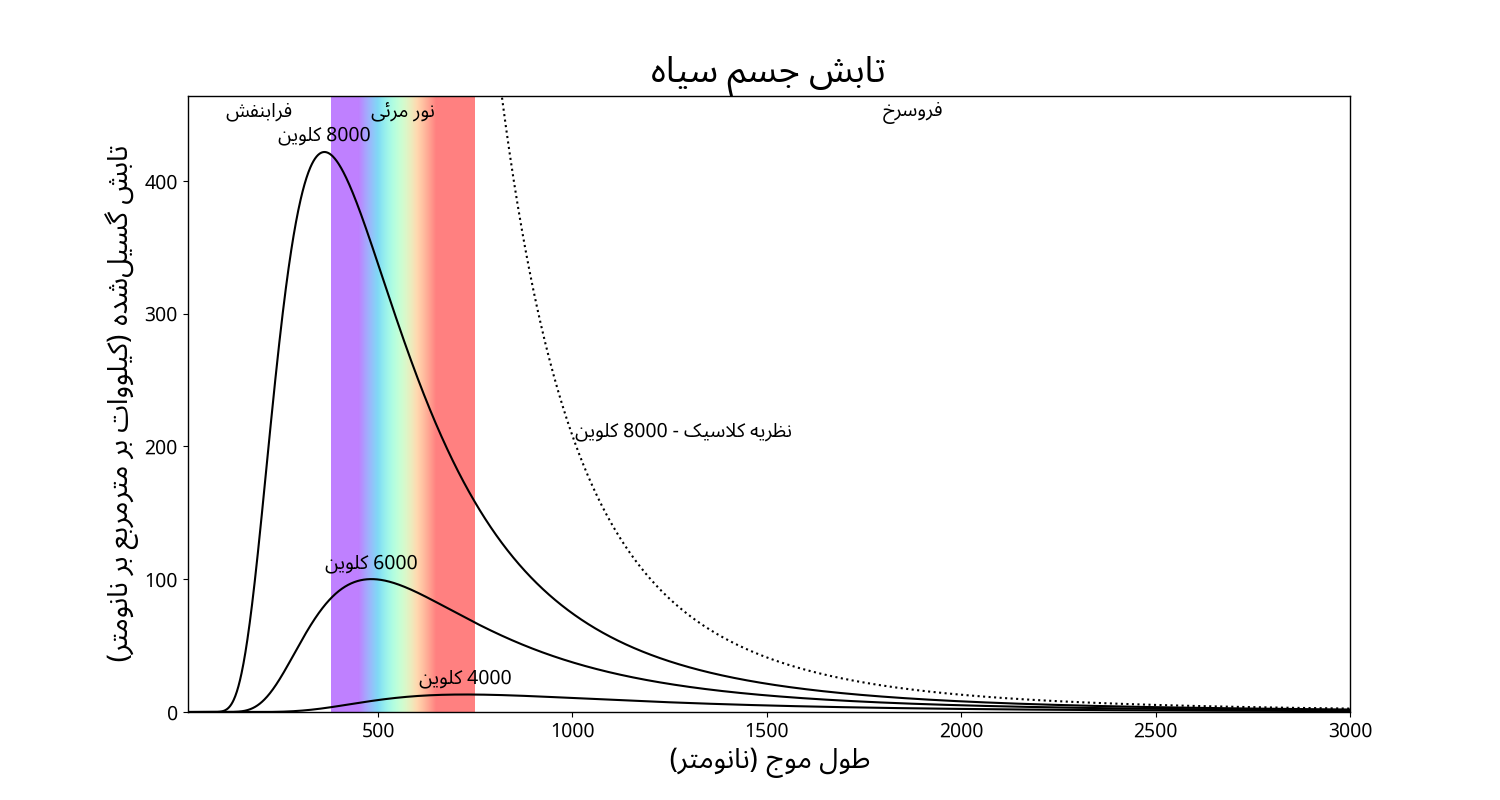 تابش جسم سیاه
فرابنفش
نور مرئی
فروسرخ
8000 کلوین
نظریه کلاسیک - 8000 کلوین
6000 کلوین
4000 کلوین
تابش گسیل‌شده (کیلووات بر مترمربع بر نانومتر)
400
300
200
100
0
500
1000
1500
2000
2500
3000
طول موج (نانومتر)